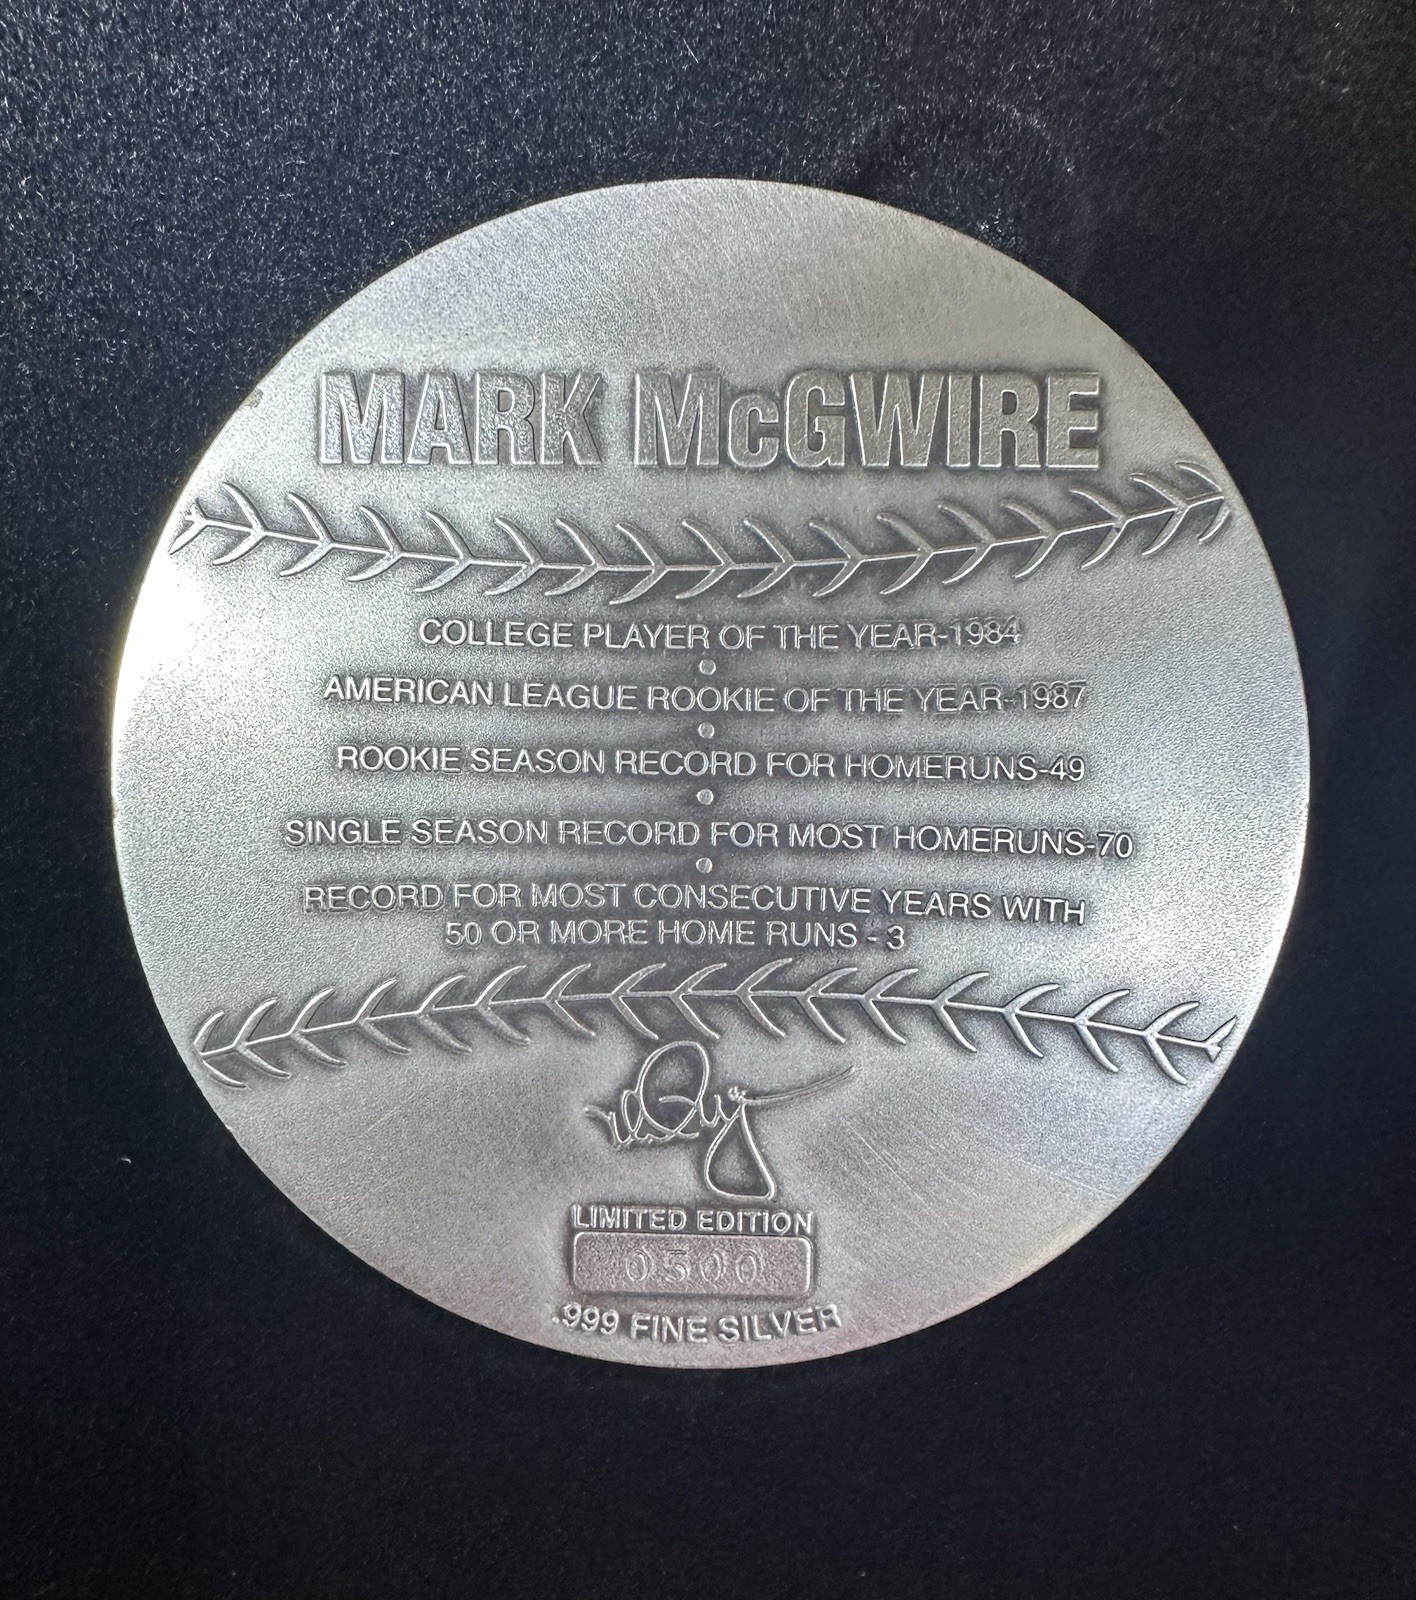 MARK McGWIRE
COLLEGE PLAYER OF THE YEAR-1984
AMERICAN LEAGUE ROOKIE OF THE YEAR-1987
ROOKIE SEASON RECORD FOR HOMERUNS-49
SINGLE SEASON RECORD FOR MOST HOMERUNS-70
RECORD FOR MOST CONSECUTIVE YEARS WITH
50 OR MORE HOME RUNS - 3
LIMITED EDITION
0500
.999 FINE SILVER